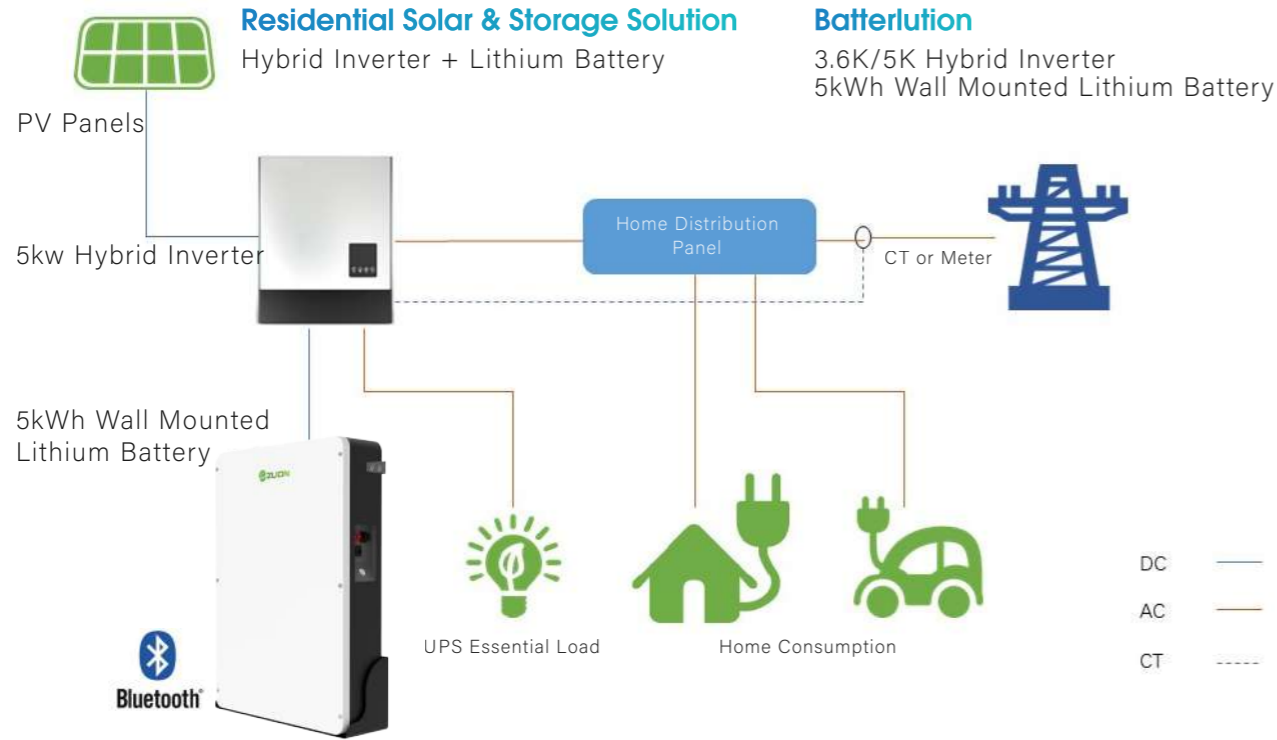 Residential Solar & Storage Solution
Hybrid Inverter + Lithium Battery
Batterlution
3.6K/5K Hybrid Inverter
5kWh Wall Mounted Lithium Battery
PV Panels
5kw Hybrid Inverter
Home Distribution
Panel
CT or Meter
5kWh Wall Mounted
Lithium Battery
UPS Essential Load
Home Consumption
Bluetooth
DC
AC
CT